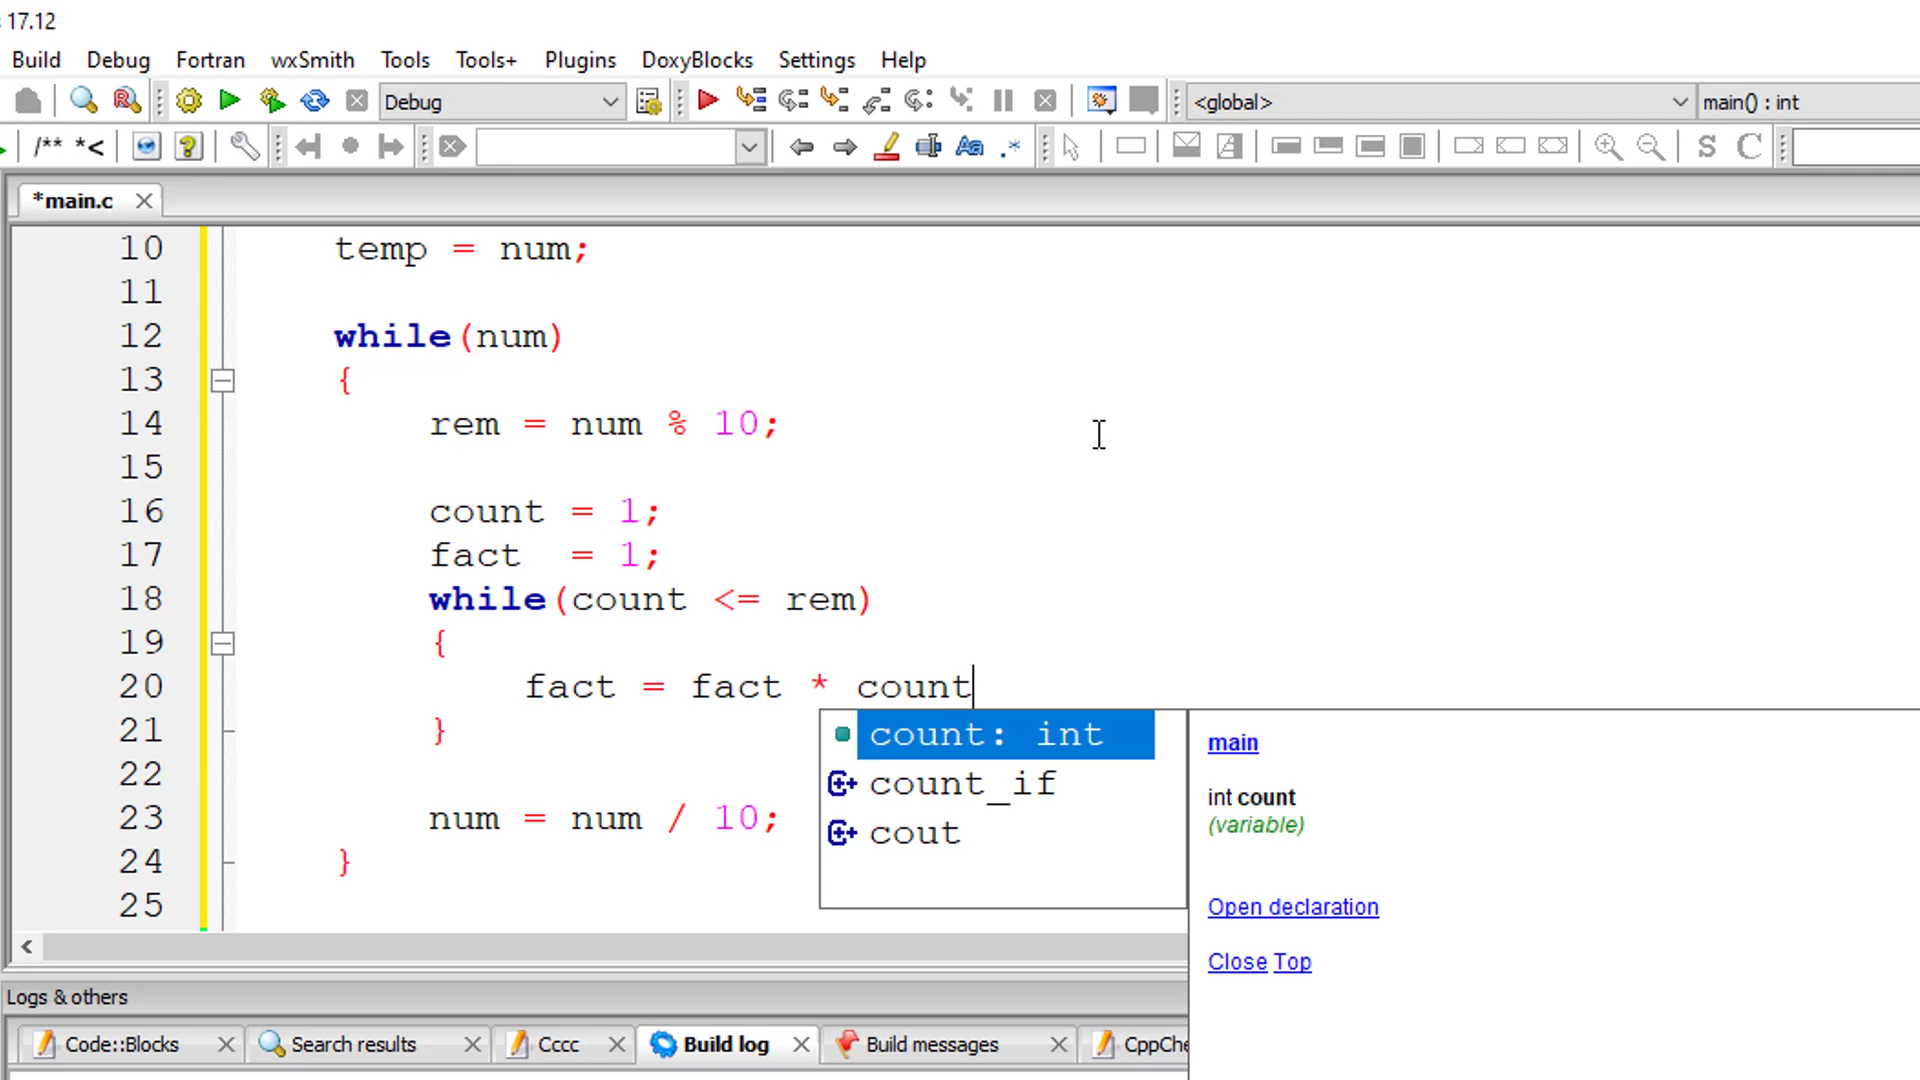 17.12
Build Debug Fortran wxSmith Tools Tools+ Plugins DoxyBlocks Settings Help
Debug <global> main() : int
/** *< Aa .* S C
*main.c
10 temp = num;
11
12 while(num)
13 {
14 rem = num % 10;
15
16 count = 1;
17 fact  = 1;
18 while(count <= rem)
19 {
20 fact = fact * count
21 }
22
23 num = num / 10;
24 }
25
count: int
count_if
cout
main
int count
(variable)
Open declaration
Close Top
Logs & others
Code::Blocks Search results Cccc Build log Build messages CppChe